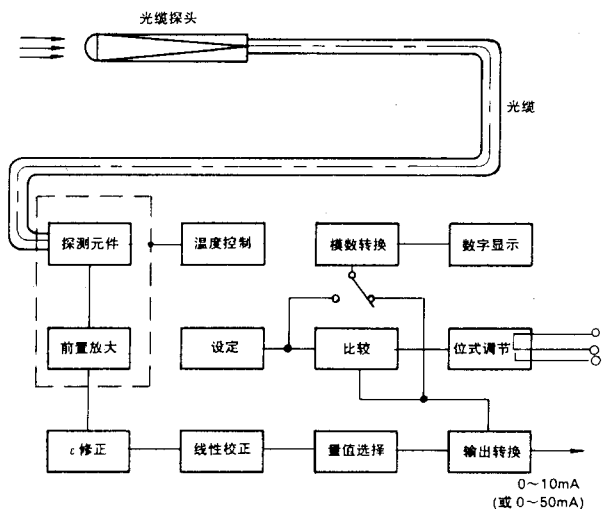 光缆探头
光缆
探测元件
温度控制
模数转换
数字显示
前置放大
设定
比较
位式调节
ε 修正
线性校正
量值选择
输出转换
0～10mA
(或 0～50mA)